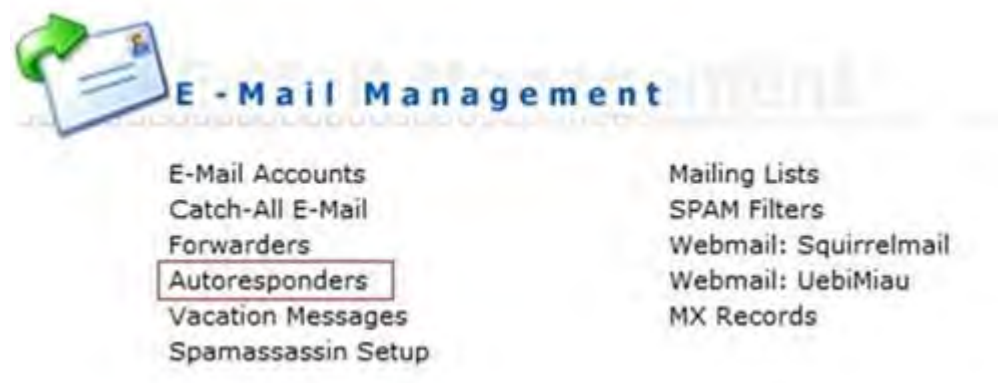 E-Mail Management
E-Mail Accounts
Catch-All E-Mail
Forwarders
Autoresponders
Vacation Messages
Spamassassin Setup
Mailing Lists
SPAM Filters
Webmail: Squirrelmail
Webmail: UebiMiau
MX Records